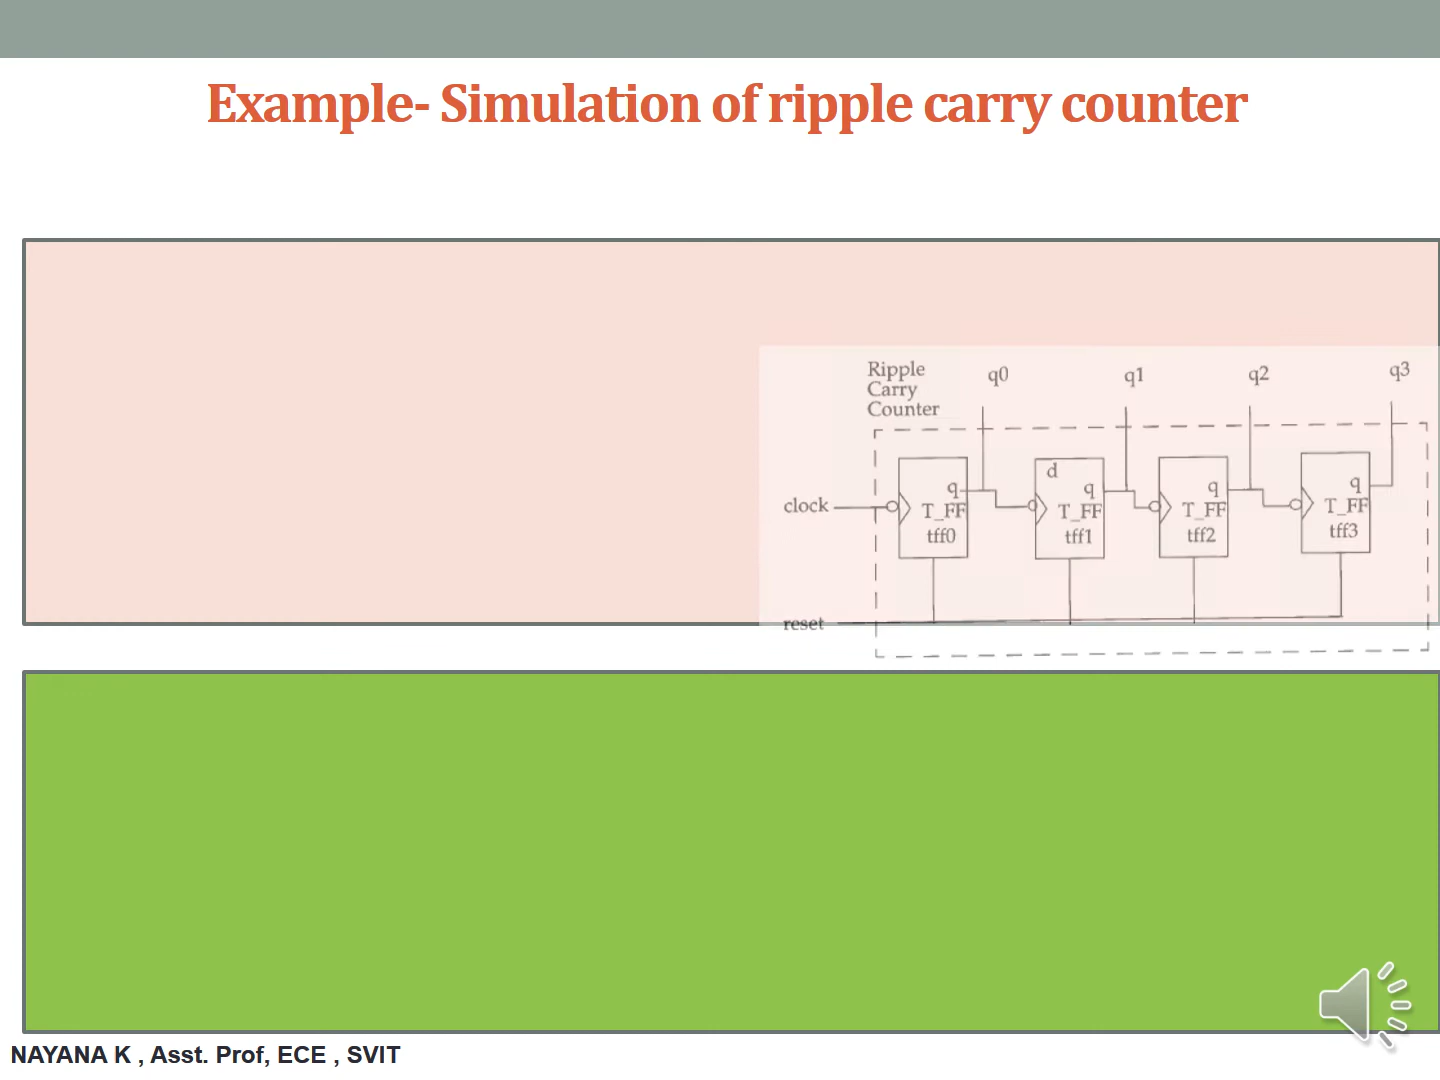 Example- Simulation of ripple carry counter
Ripple
Carry
Counter
q0
q1
q2
q3
clock
q
T_FF
tff0
d
q
T_FF
tff1
q
T_FF
tff2
q
T_FF
tff3
reset
NAYANA K , Asst. Prof, ECE , SVIT